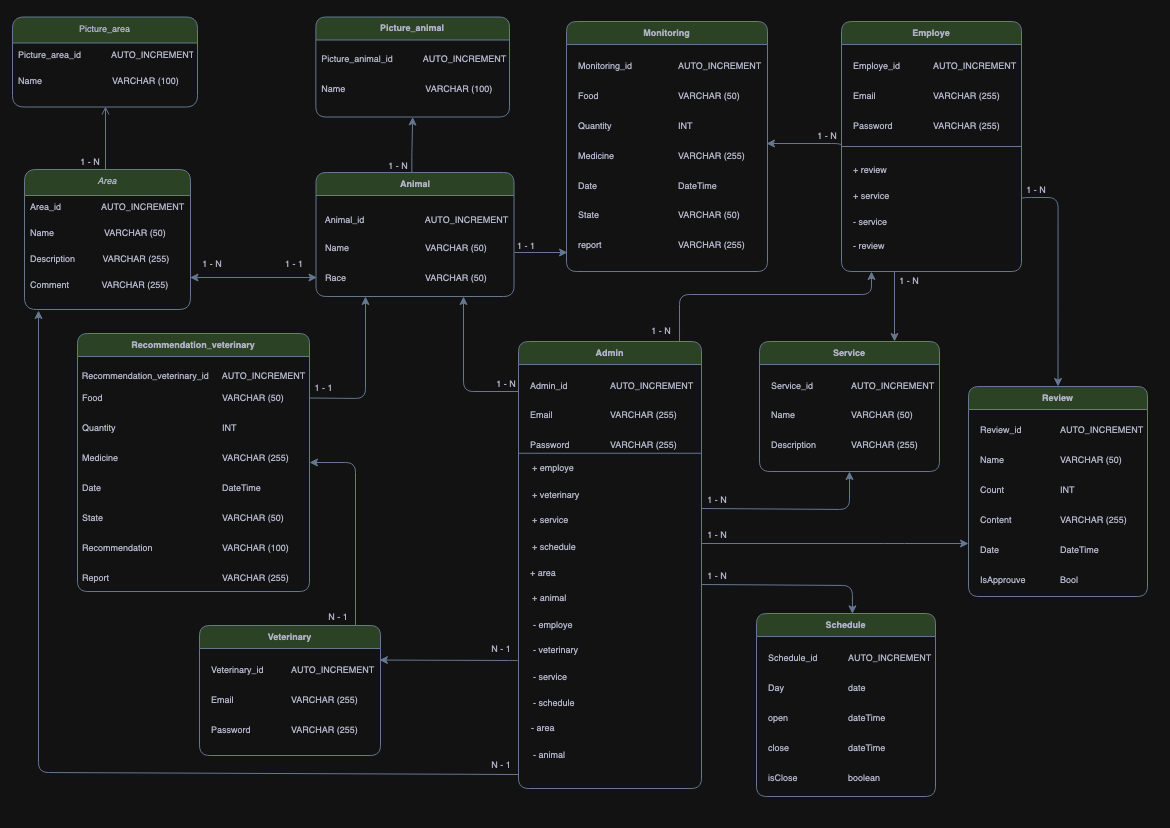 Picture_area
Picture_area_id AUTO_INCREMENT
Name VARCHAR (100)
Picture_animal
Picture_animal_id AUTO_INCREMENT
Name VARCHAR (100)
Monitoring
Monitoring_id AUTO_INCREMENT
Food VARCHAR (50)
Quantity INT
Medicine VARCHAR (255)
Date DateTime
State VARCHAR (50)
report VARCHAR (255)
Employe
Employe_id AUTO_INCREMENT
Email VARCHAR (255)
Password VARCHAR (255)
+ review
+ service
- service
- review
1 - N
1 - N
1 - N
1 - N
1 - N
Area
Area_id AUTO_INCREMENT
Name VARCHAR (50)
Description VARCHAR (255)
Comment VARCHAR (255)
1 - N
1 - 1
Animal
Animal_id AUTO_INCREMENT
Name VARCHAR (50)
Race VARCHAR (50)
1 - 1
1 - N
Recommendation_veterinary
Recommendation_veterinary_id AUTO_INCREMENT
Food VARCHAR (50)
Quantity INT
Medicine VARCHAR (255)
Date DateTime
State VARCHAR (50)
Recommendation VARCHAR (100)
Report VARCHAR (255)
1 - 1
1 - N
Admin
Admin_id AUTO_INCREMENT
Email VARCHAR (255)
Password VARCHAR (255)
+ employe
+ veterinary
+ service
+ schedule
+ area
+ animal
- employe
- veterinary
- service
- schedule
- area
- animal
Service
Service_id AUTO_INCREMENT
Name VARCHAR (50)
Description VARCHAR (255)
Review
Review_id AUTO_INCREMENT
Name VARCHAR (50)
Count INT
Content VARCHAR (255)
Date DateTime
IsApprouve Bool
1 - N
1 - N
1 - N
N - 1
Veterinary
Veterinary_id AUTO_INCREMENT
Email VARCHAR (255)
Password VARCHAR (255)
N - 1
N - 1
Schedule
Schedule_id AUTO_INCREMENT
Day date
open dateTime
close dateTime
isClose boolean